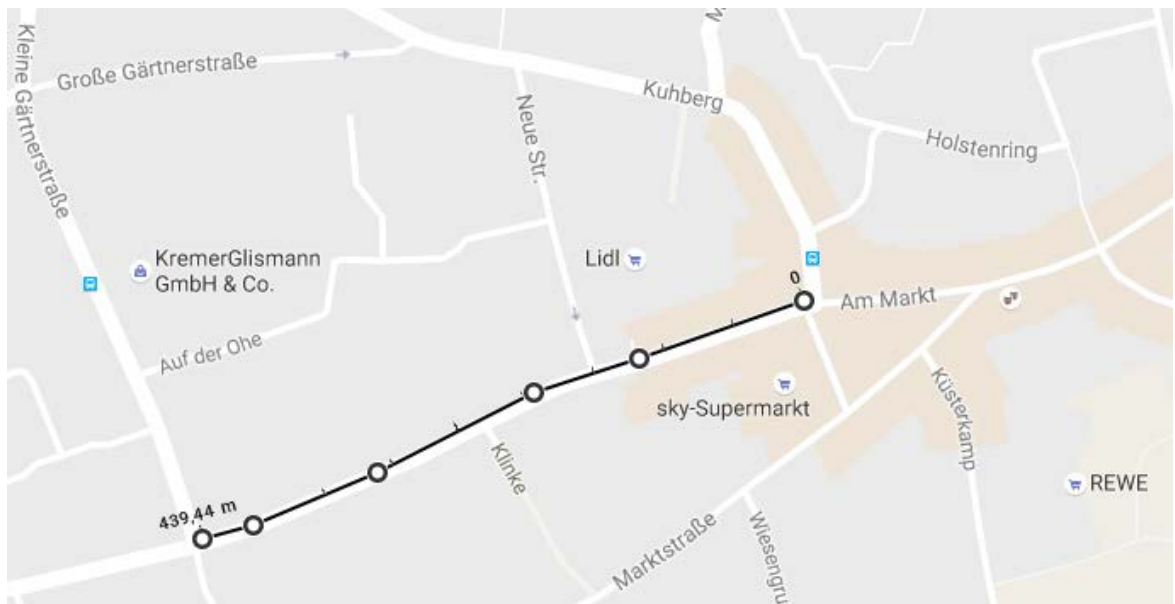 Kleine Gärtnerstraße
Große Gärtnerstraße
Kuhberg
Neue Str.
Holstenring
KremerGlismann
GmbH & Co.
Lidl
0
Am Markt
Auf der Ohe
sky-Supermarkt
Küsterkamp
Klinke
REWE
439,44 m
Marktstraße
Wiesengru